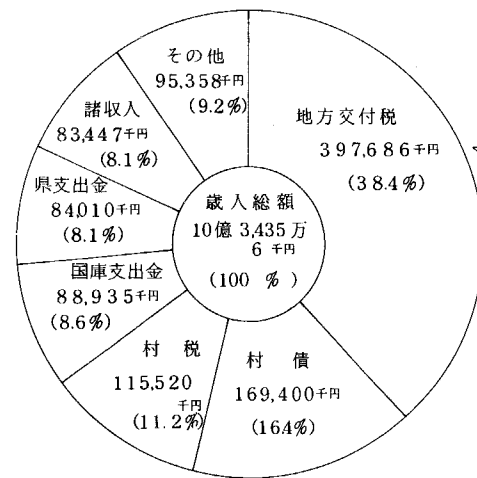 その他
95,358千円
(9.2%)
地方交付税
397,686千円
(38.4%)
諸収入
83,447千円
(8.1%)
県支出金
84,010千円
(8.1%)
歳入総額
10億3,435万
6千円
(100 %)
国庫支出金
88,935千円
(8.6%)
村税
115,520
千円
(11.2%)
村債
169,400千円
(16.4%)